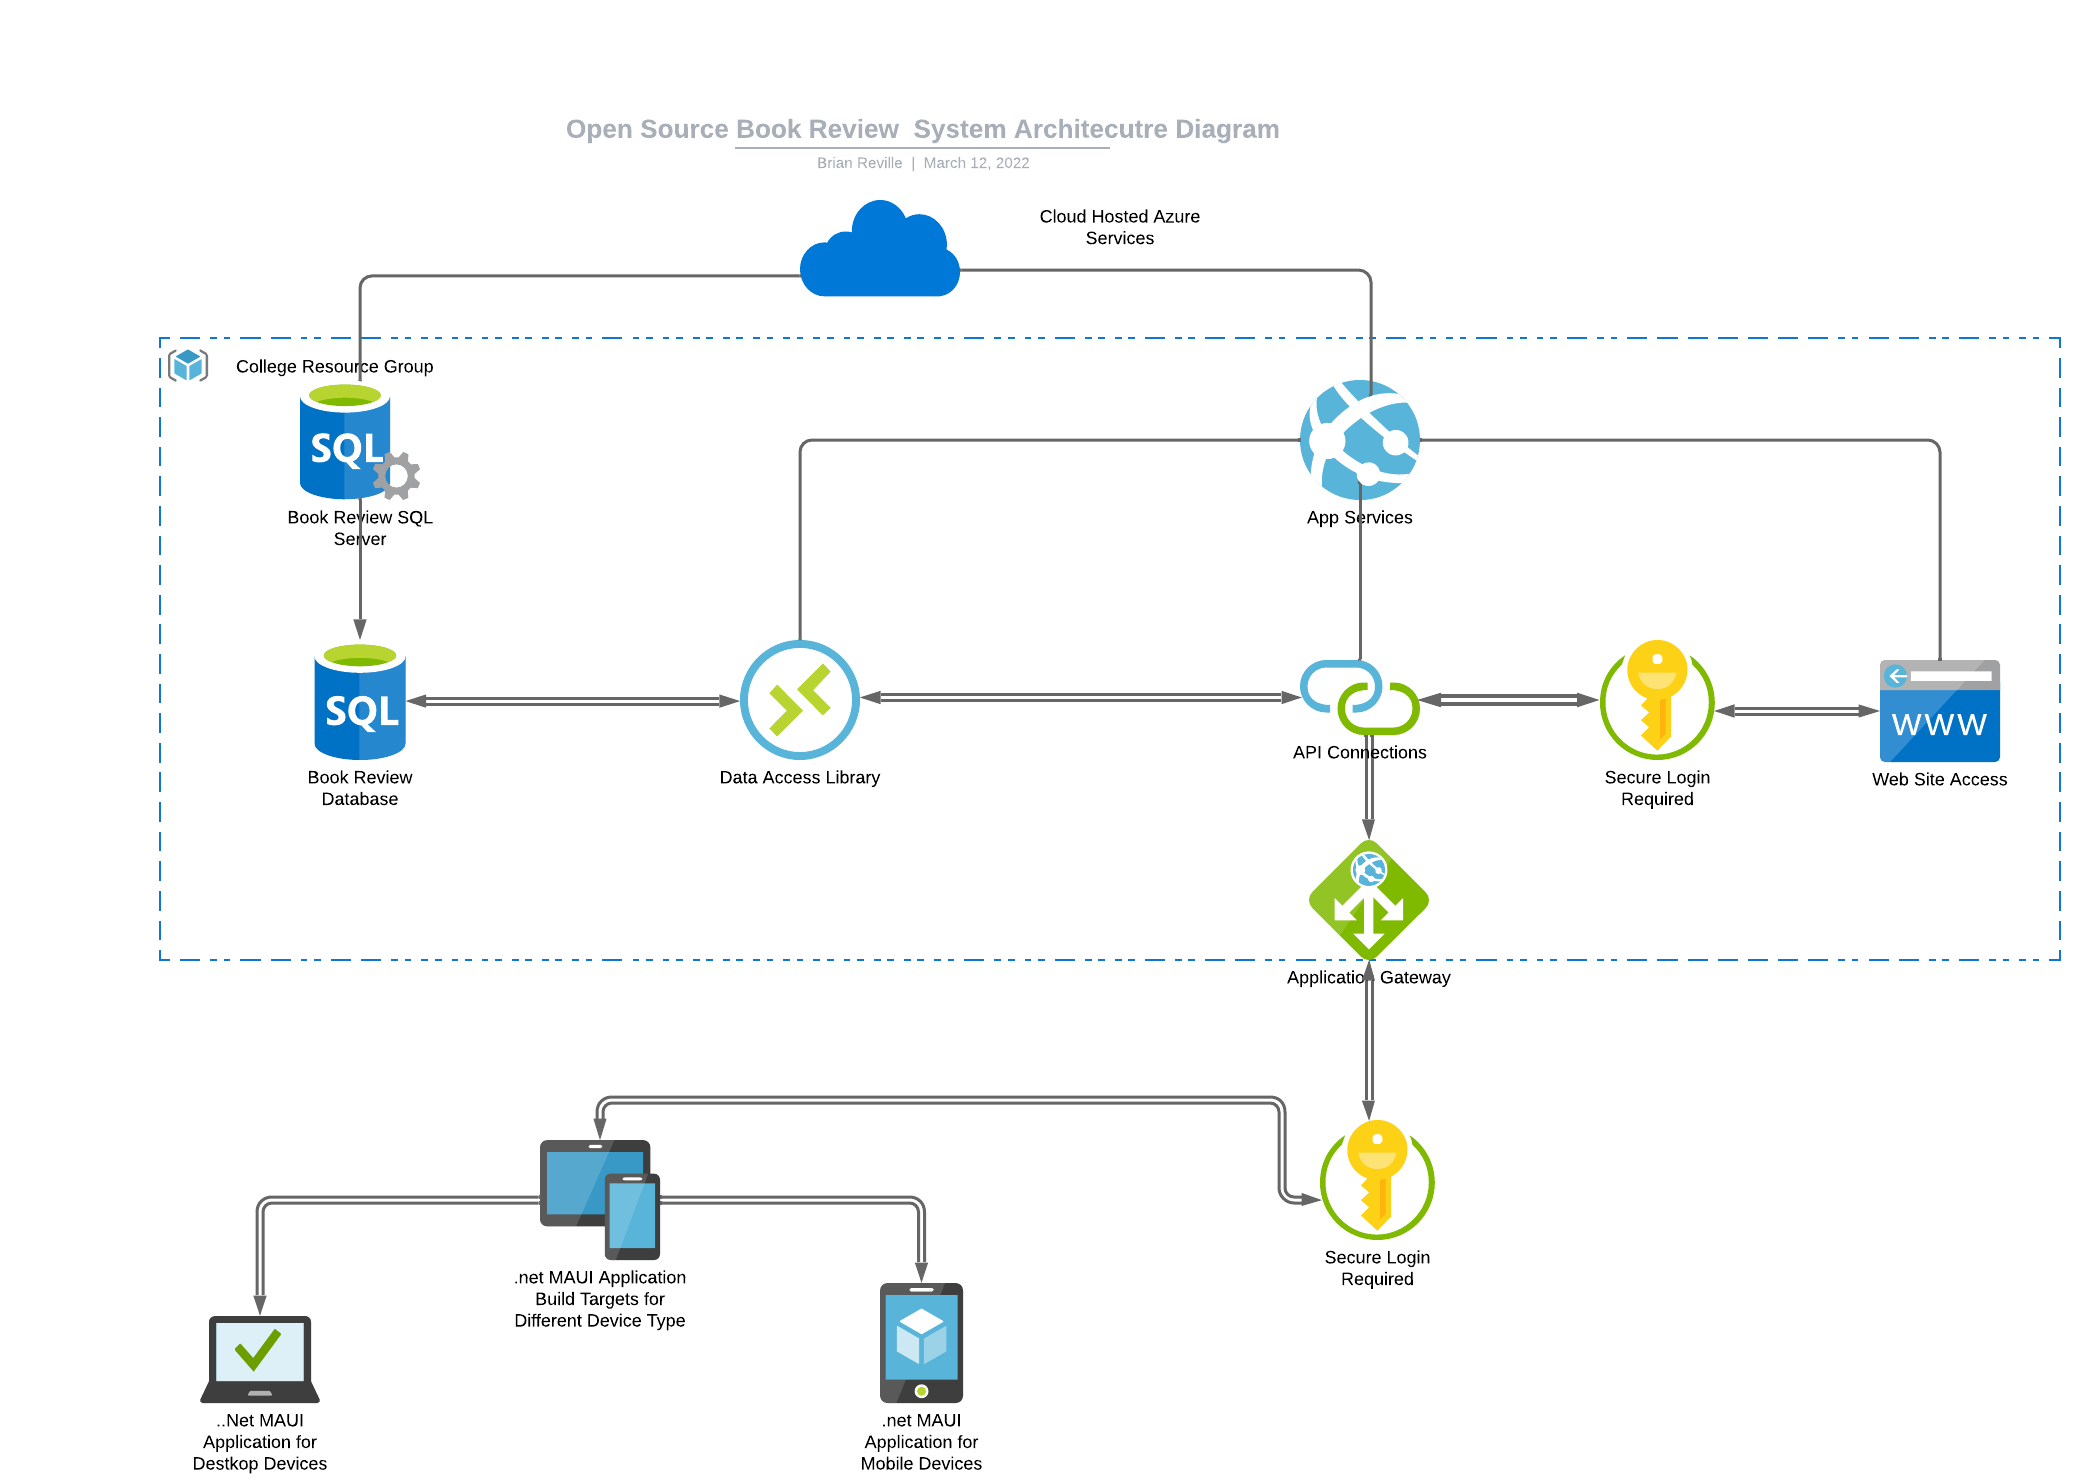 Open Source Book Review  System Architecutre Diagram
Brian Reville  |  March 12, 2022
Cloud Hosted Azure
Services
College Resource Group
SQL
Book Review SQL
Server
App Services
SQL
Book Review
Database
Data Access Library
API Connections
Secure Login
Required
WWW
Web Site Access
Application Gateway
Secure Login
Required
.net MAUI Application
Build Targets for
Different Device Type
..Net MAUI
Application for
Destkop Devices
.net MAUI
Application for
Mobile Devices